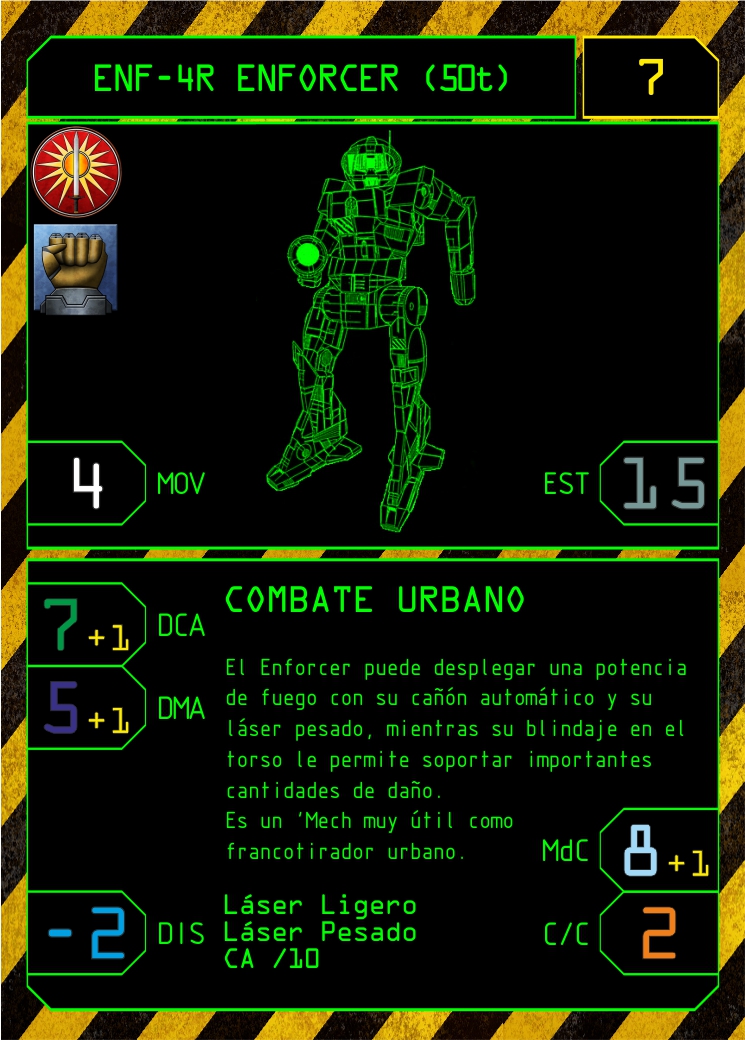 ENF-4R ENFORCER (50t)
7
4 MOV
EST 15
7+1 DCA
5+1 DMA
COMBATE URBANO
El Enforcer puede desplegar una potencia
de fuego con su cañón automático y su
láser pesado, mientras su blindaje en el
torso le permite soportar importantes
cantidades de daño.
Es un 'Mech muy útil como
francotirador urbano.
MdC 8+1
-2 DIS
Láser Ligero
Láser Pesado
CA /10
C/C 2